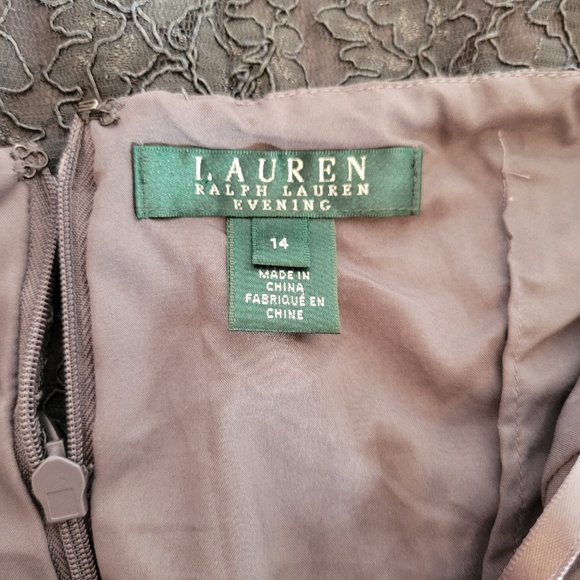 LAUREN
RALPH LAUREN
EVENING
14
MADE IN
CHINA
FABRIQUÉ EN
CHINE